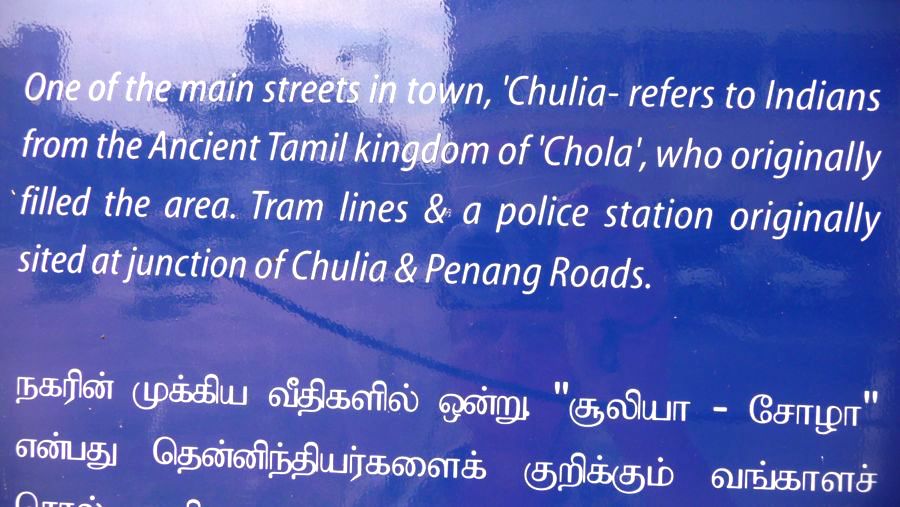 One of the main streets in town, 'Chulia- refers to Indians
from the Ancient Tamil kingdom of 'Chola', who originally
filled the area. Tram lines & a police station originally
sited at junction of Chulia & Penang Roads.
நகரின் முக்கிய வீதிகளில் ஒன்று "சூலியா - சோழா"
என்பது தென்னிந்தியர்களைக் குறிக்கும் வங்காளச்